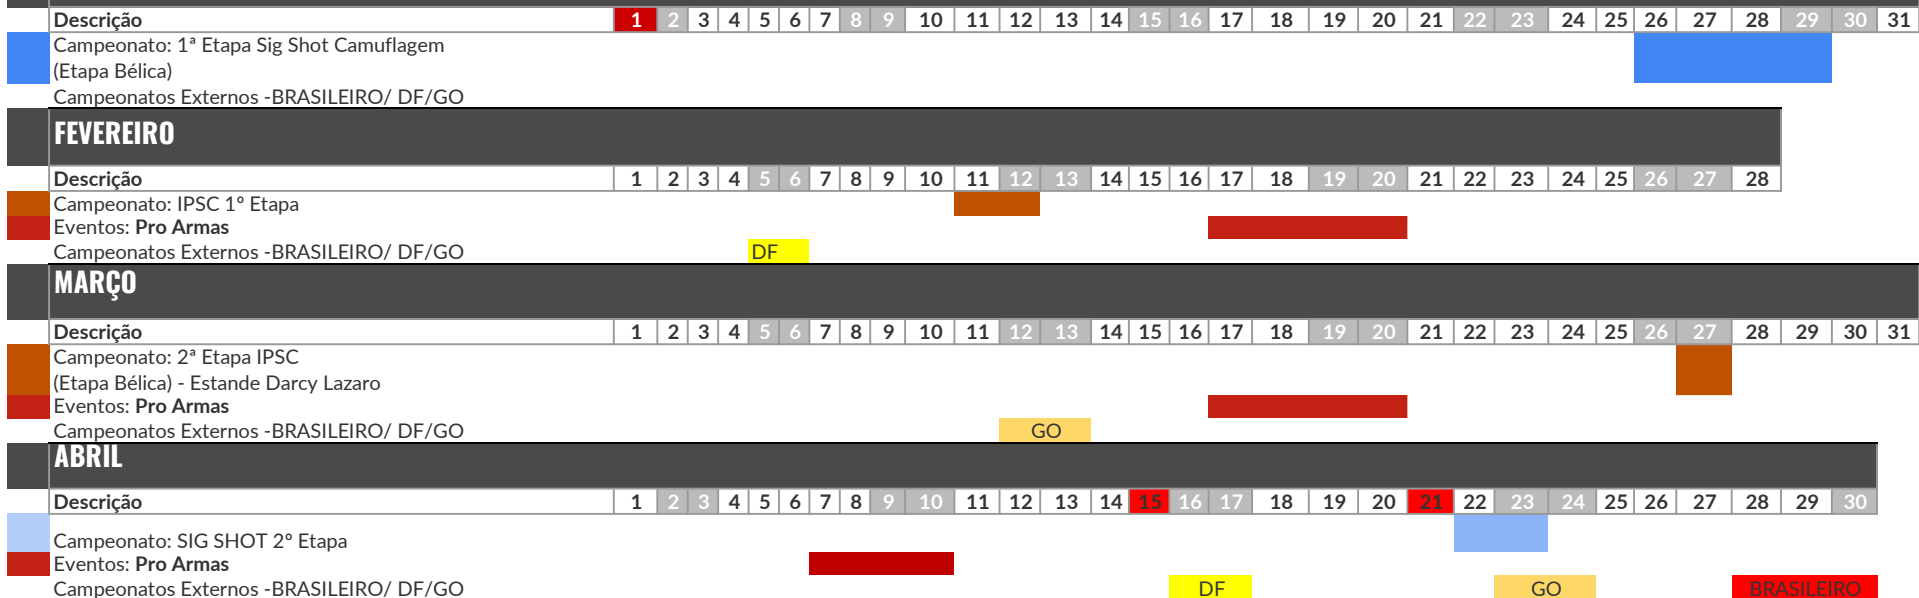 Descrição 1 2 3 4 5 6 7 8 9 10 11 12 13 14 15 16 17 18 19 20 21 22 23 24 25 26 27 28 29 30 31
Campeonato: 1ª Etapa Sig Shot Camuflagem
(Etapa Bélica)
Campeonatos Externos -BRASILEIRO/ DF/GO
FEVEREIRO
Descrição 1 2 3 4 5 6 7 8 9 10 11 12 13 14 15 16 17 18 19 20 21 22 23 24 25 26 27 28
Campeonato: IPSC 1º Etapa
Eventos: Pro Armas
Campeonatos Externos -BRASILEIRO/ DF/GO DF
MARÇO
Descrição 1 2 3 4 5 6 7 8 9 10 11 12 13 14 15 16 17 18 19 20 21 22 23 24 25 26 27 28 29 30 31
Campeonato: 2ª Etapa IPSC
(Etapa Bélica) - Estande Darcy Lazaro
Eventos: Pro Armas
Campeonatos Externos -BRASILEIRO/ DF/GO GO
ABRIL
Descrição 1 2 3 4 5 6 7 8 9 10 11 12 13 14 15 16 17 18 19 20 21 22 23 24 25 26 27 28 29 30
Campeonato: SIG SHOT 2º Etapa
Eventos: Pro Armas
Campeonatos Externos -BRASILEIRO/ DF/GO DF GO BRASILEIRO